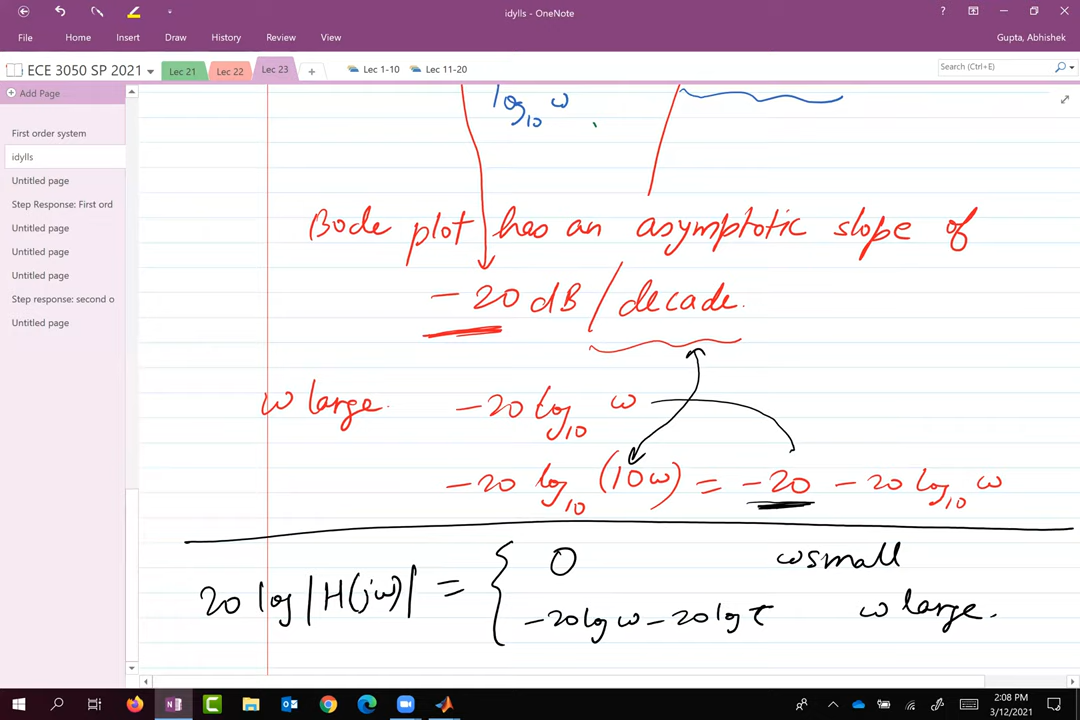 idylls - OneNote
? Gupta, Abhishek
File Home Insert Draw History Review View
ECE 3050 SP 2021 Lec 21 Lec 22 Lec 23 + Lec 1-10 Lec 11-20 Search (Ctrl+E)
Add Page
First order system
idylls
Untitled page
Step Response: First ord
Untitled page
Untitled page
Untitled page
Step response: second o
Untitled page
log₁₀ ω
Bode plot has an asymptotic slope of
-20 dB / decade.
ω large. -20 log₁₀ ω
-20 log₁₀ (10ω) = -20 - 20 log₁₀ ω
20 log |H(jω)| = { 0 ω small
-20 log ω - 20 log τ ω large.
2:08 PM
3/12/2021